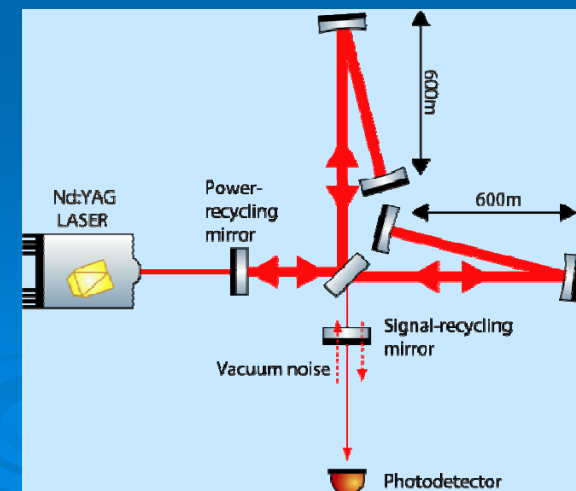 600m
Nd:YAG
LASER
Power-
recycling
mirror
600m
Signal-recycling
mirror
Vacuum noise
Photodetector